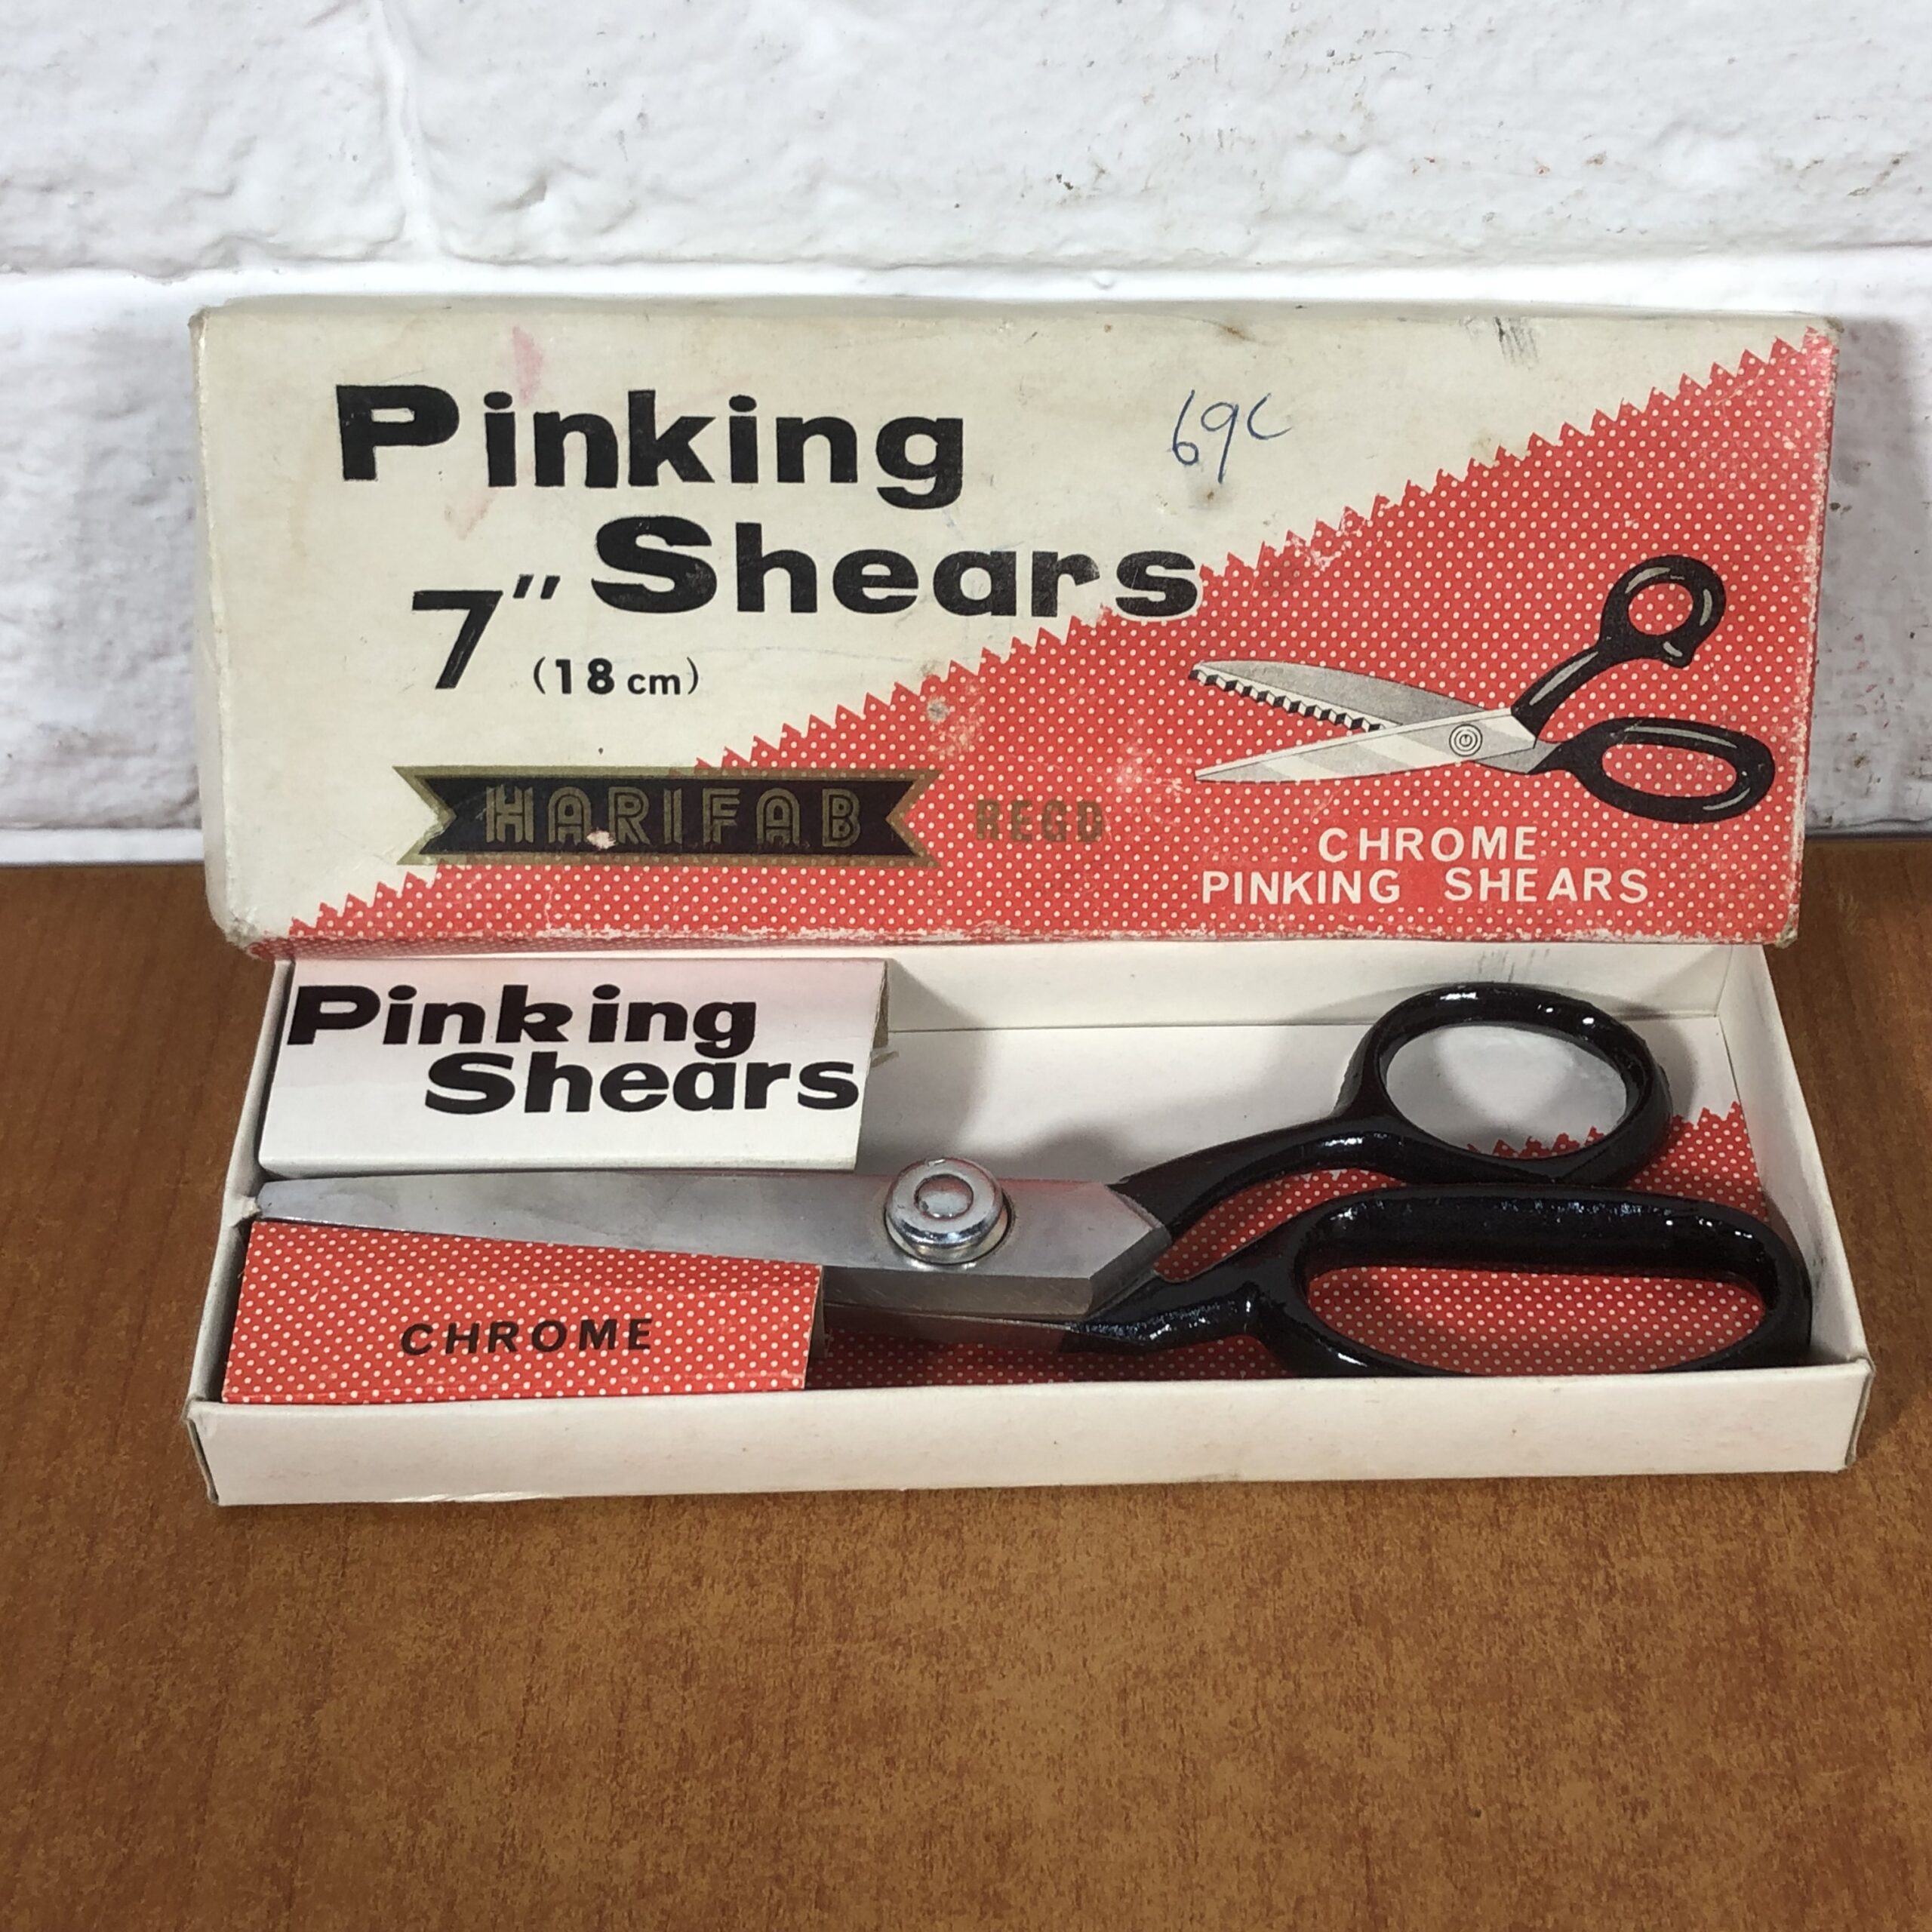 Pinking
69c
Shears
7"
(18 cm)
HARIFAB REGD
CHROME
PINKING SHEARS
Pinking
Shears
CHROME